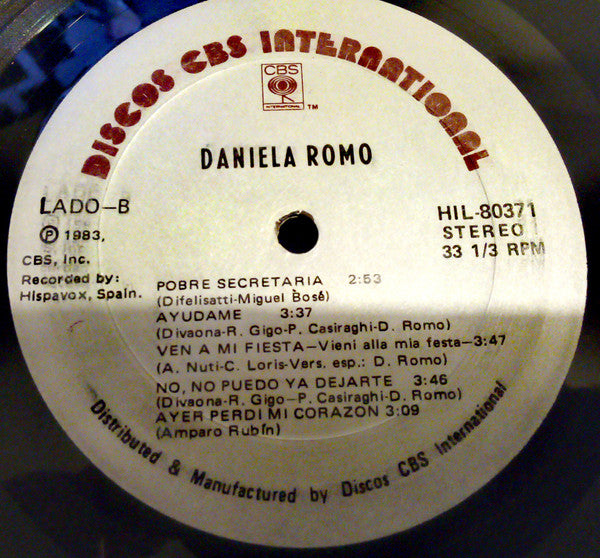 DISCOS CBS INTERNATIONAL
CBS
INTERNATIONAL
TM
DANIELA ROMO
LADO-B
Ⓟ 1983,
CBS, Inc.
Recorded by:
Hispavox, Spain.
HIL-80371
STEREO
33 1/3 RPM
POBRE SECRETARIA 2:53
(Difelisatti-Miguel Bosé)
AYUDAME 3:37
(Divaona-R. Gigo-P. Casiraghi-D. Romo)
VEN A MI FIESTA-Vieni alla mia festa-3:47
(A. Nuti-C. Loris-Vers. esp.: D. Romo)
NO, NO PUEDO YA DEJARTE 3:46
(Divaona-R. Gigo-P. Casiraghi-D. Romo)
AYER PERDI MI CORAZON 3:09
(Amparo Rubín)
Distributed & Manufactured by Discos CBS International